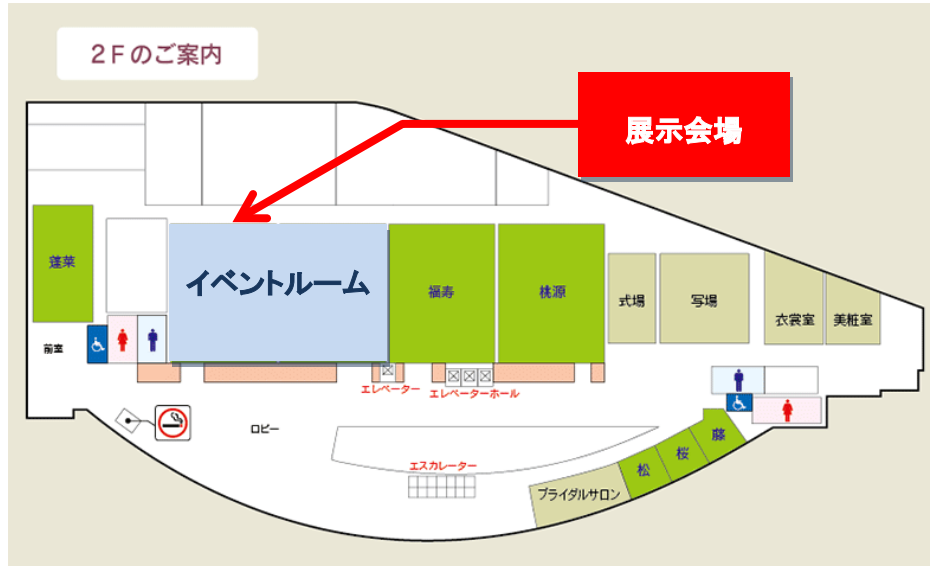 2Fのご案内
展示会場
蓬莱
イベントルーム
福寿
桃源
式場
写場
衣裳室
美粧室
前室
エレベーター
エレベーターホール
ロビー
エスカレーター
藤
桜
松
ブライダルサロン